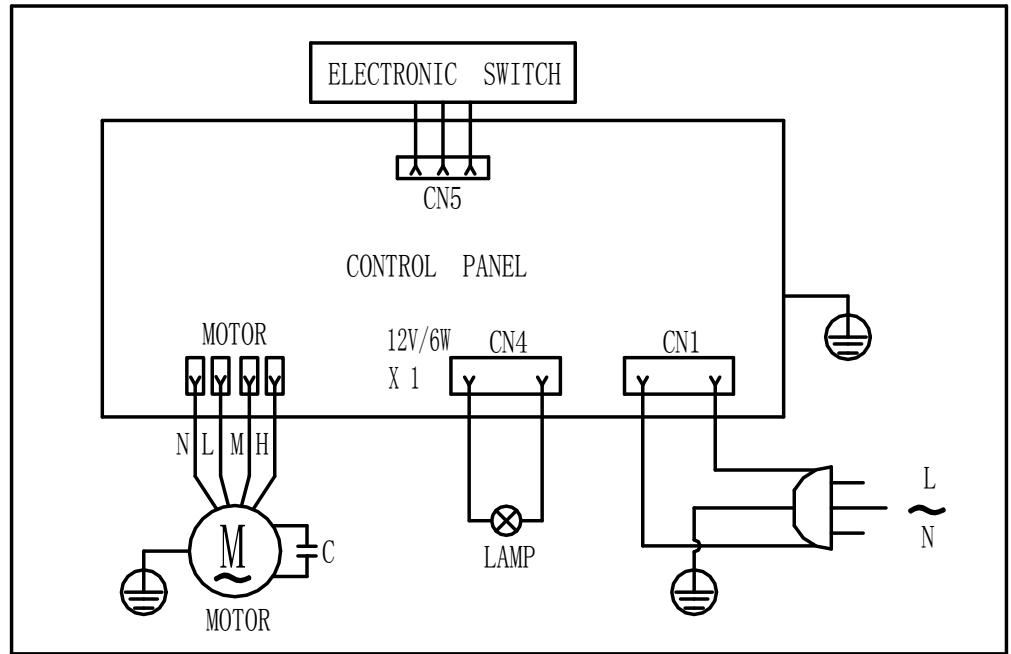 ELECTRONIC SWITCH
CN5
CONTROL PANEL
MOTOR
12V/6W
X 1
CN4
CN1
N L M H
L
N
M
C
LAMP
MOTOR